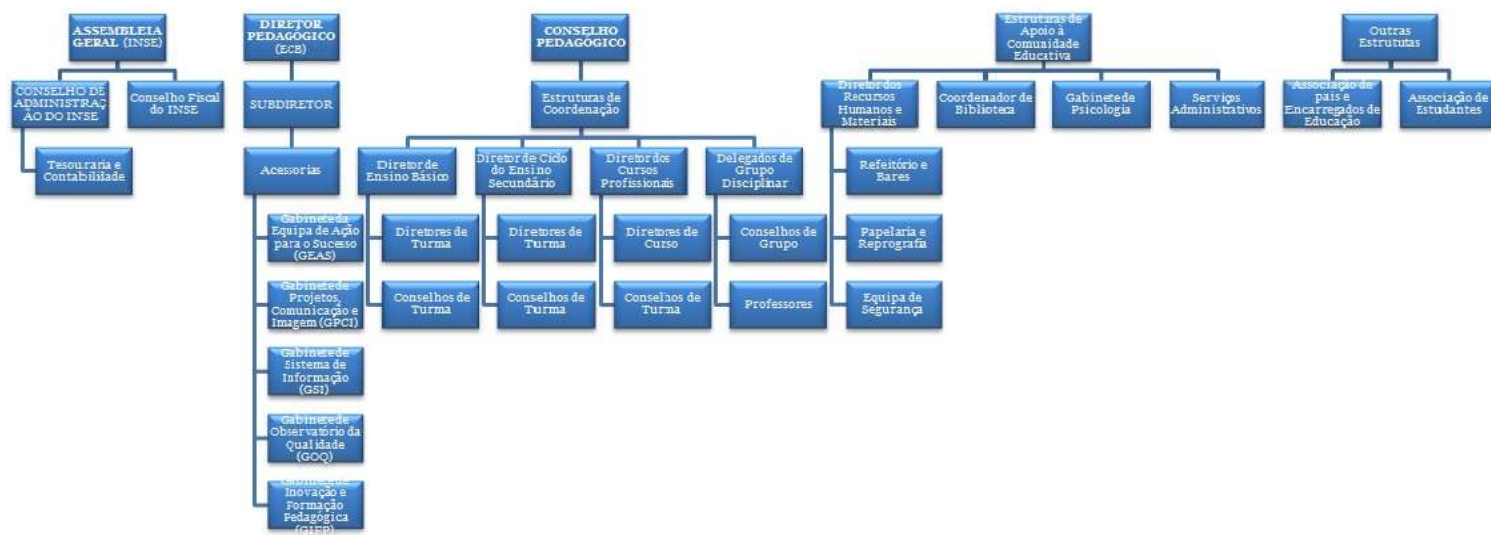 ASSEMBLEIA
GERAL (INSE)
CONSELHO DE
ADMINISTRAÇ
ÃO DO INSE
Conselho Fiscal
do INSE
Tesouraria e
Contabilidade
DIRETOR
PEDAGÓGICO
(ECB)
SUBDIRETOR
Acessorias
Gabinete da
Equipa de Ação
para o Sucesso
(GEAS)
Gabinete de
Projetos,
Comunicação e
Imagem (GPCI)
Gabinete de
Sistema de
Informação
(GSI)
Gabinete de
Observatório da
Qualidade
(GOQ)
Gabinete de
Inovação e
Formação
Pedagógica
(GIFP)
CONSELHO
PEDAGÓGICO
Estruturas de
Coordenação
Diretor de
Ensino Básico
Diretores de
Turma
Conselhos de
Turma
Diretor de Ciclo
do Ensino
Secundário
Diretores de
Turma
Conselhos de
Turma
Diretor dos
Cursos
Profissionais
Diretores de
Curso
Conselhos de
Turma
Delegados de
Grupo
Disciplinar
Conselhos de
Grupo
Professores
Estruturas de
Apoio à
Comunidade
Educativa
Diretor dos
Recursos
Humanos e
Materiais
Refeitório e
Bares
Papelaria e
Reprografia
Equipa de
Segurança
Coordenador de
Biblioteca
Gabinete de
Psicologia
Serviços
Administrativos
Outras
Estrututas
Associação de
pais e
Encarregados de
Educação
Associação de
Estudantes